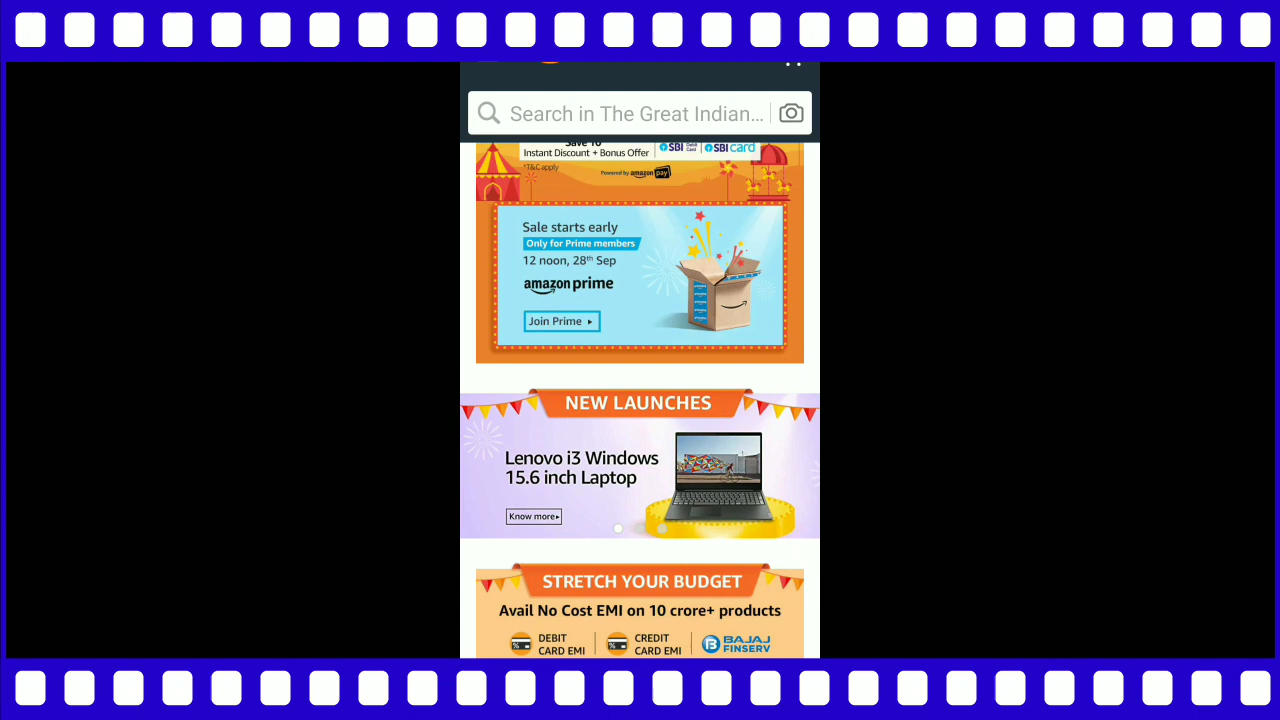 Search in The Great Indian...
Save 10
Instant Discount + Bonus Offer
SBI Debit Card
SBI card
*T&C apply
Powered by amazon pay
Sale starts early
Only for Prime members
12 noon, 28th Sep
amazon prime
Join Prime
NEW LAUNCHES
Lenovo i3 Windows
15.6 inch Laptop
Know more
STRETCH YOUR BUDGET
Avail No Cost EMI on 10 crore+ products
DEBIT
CARD EMI
CREDIT
CARD EMI
BAJAJ
FINSERV